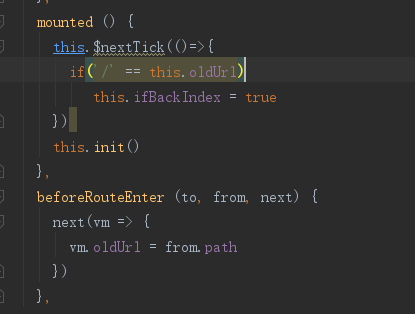 mounted () {
this.$nextTick(()=>{
if('/' == this.oldUrl)
this.ifBackIndex = true
})
this.init()
},
beforeRouteEnter (to, from, next) {
next(vm => {
vm.oldUrl = from.path
})
},